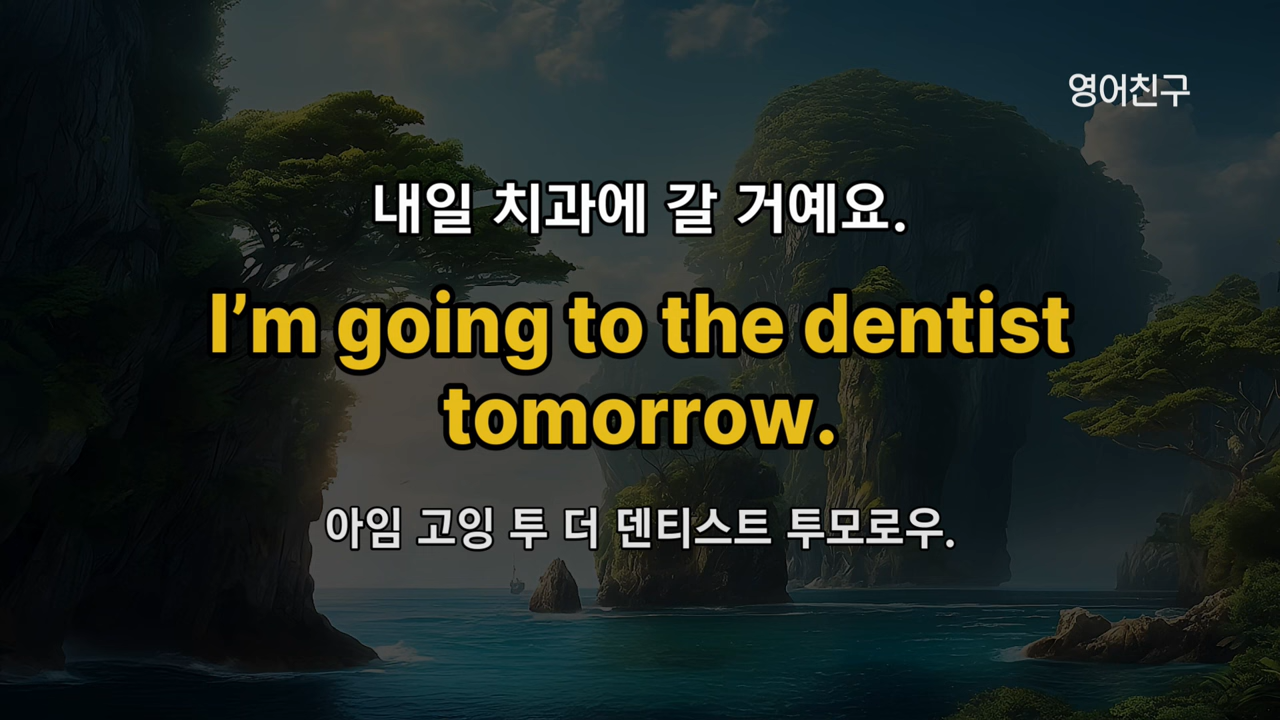 영어친구
내일 치과에 갈 거예요.
I’m going to the dentist
tomorrow.
아임 고잉 투 더 덴티스트 투모로우.